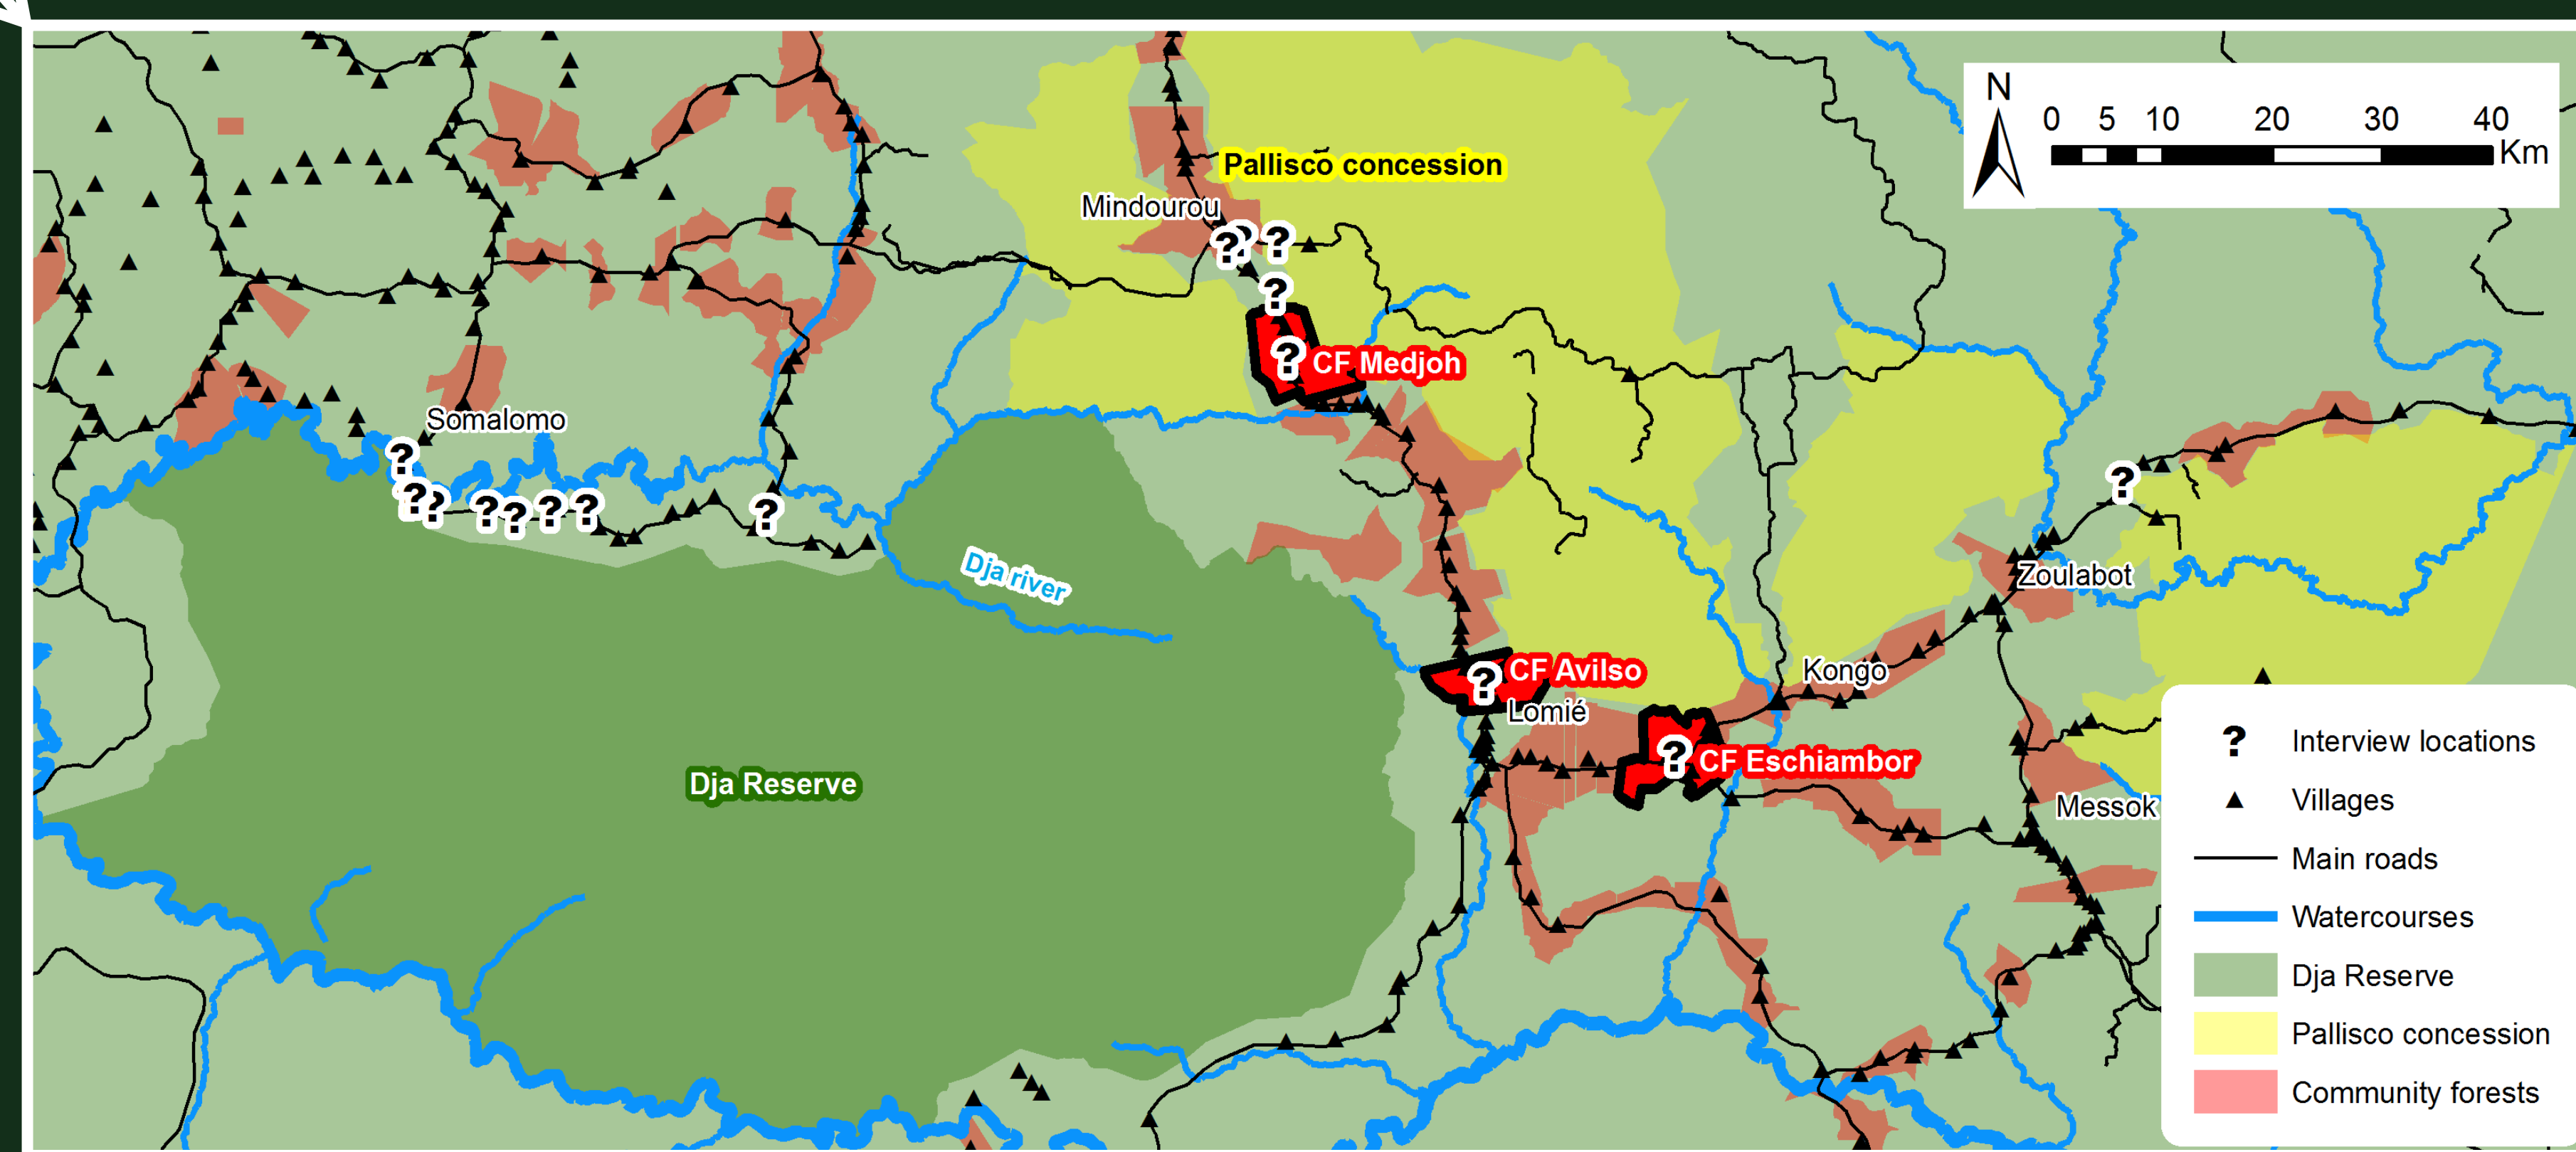 N
0 5 10 20 30 40
Km
Pallisco concession
Mindourou
? ? ?
?
? CF Medjoh
Somalomo
?
? ? ? ? ? ? ?
?
Dja river
Zoulabot
? CF Avilso
Kongo
Lomié
? CF Eschiambor
Dja Reserve
Messok
? Interview locations
Villages
Main roads
Watercourses
Dja Reserve
Pallisco concession
Community forests